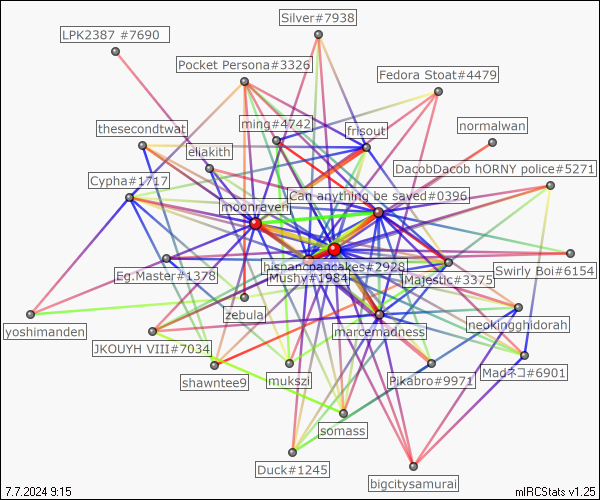 Silver#7938
LPK2387 #7690
Pocket Persona#3326
Fedora Stoat#4479
ming#4742
thesecondtwat
frisout
normalwan
eliakith
DacobDacob hORNY police#5271
Cypha#1717
Can anything be saved#0396
moonraven
hispanicpancakes#2928
Swirly Boi#6154
Eg.Master#1378
Mushy#1984
Majestic#3375
zebula
yoshimanden
marcemadness
neokingghidorah
JKOUYH VIII#7034
shawntee9
mukszi
Pikabro#9971
Madネコ#6901
somass
Duck#1245
bigcitysamurai
7.7.2024 9:15
mIRCStats v1.25